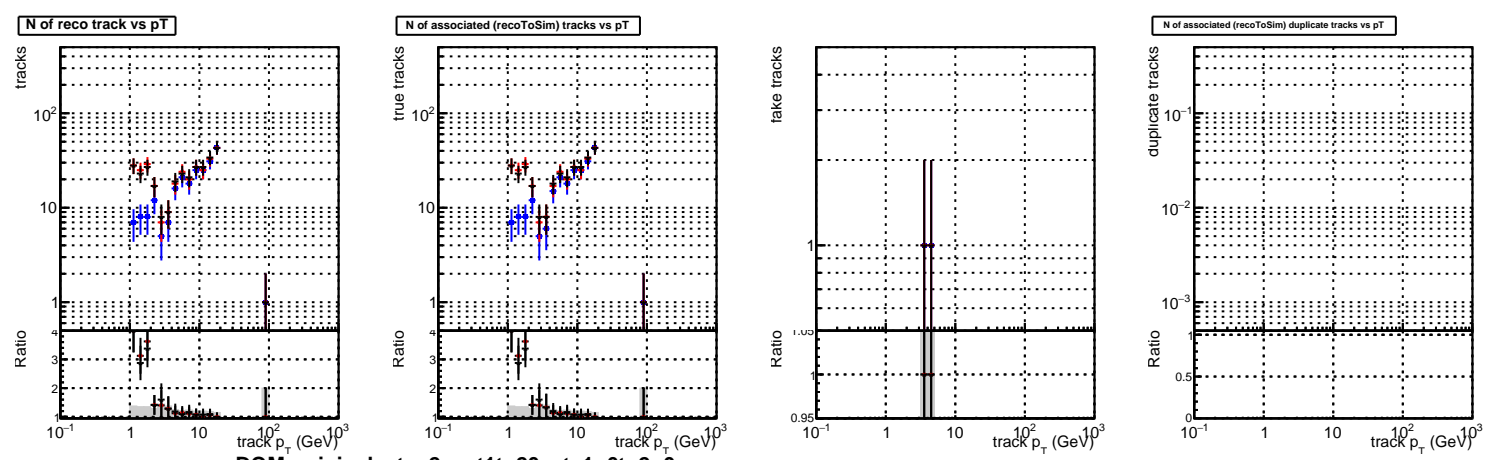 N of reco track vs pT
N of associated (recoToSim) tracks vs pT
N of associated (recoToSim) duplicate tracks vs pT
tracks
10²
10
1
Ratio
4
3
2
1
10⁻¹ 1 10 10² 10³
track p_T (GeV)
true tracks
10²
10
1
Ratio
4
3
2
1
10⁻¹ 1 10 10² 10³
track p_T (GeV)
fake tracks
1
Ratio
1.05
1
0.95
10⁻¹ 1 10 10² 10³
track p_T (GeV)
duplicate tracks
10⁻¹
10⁻²
10⁻³
Ratio
1
0.5
0
10⁻¹ 1 10 10² 10³
track p_T (GeV)